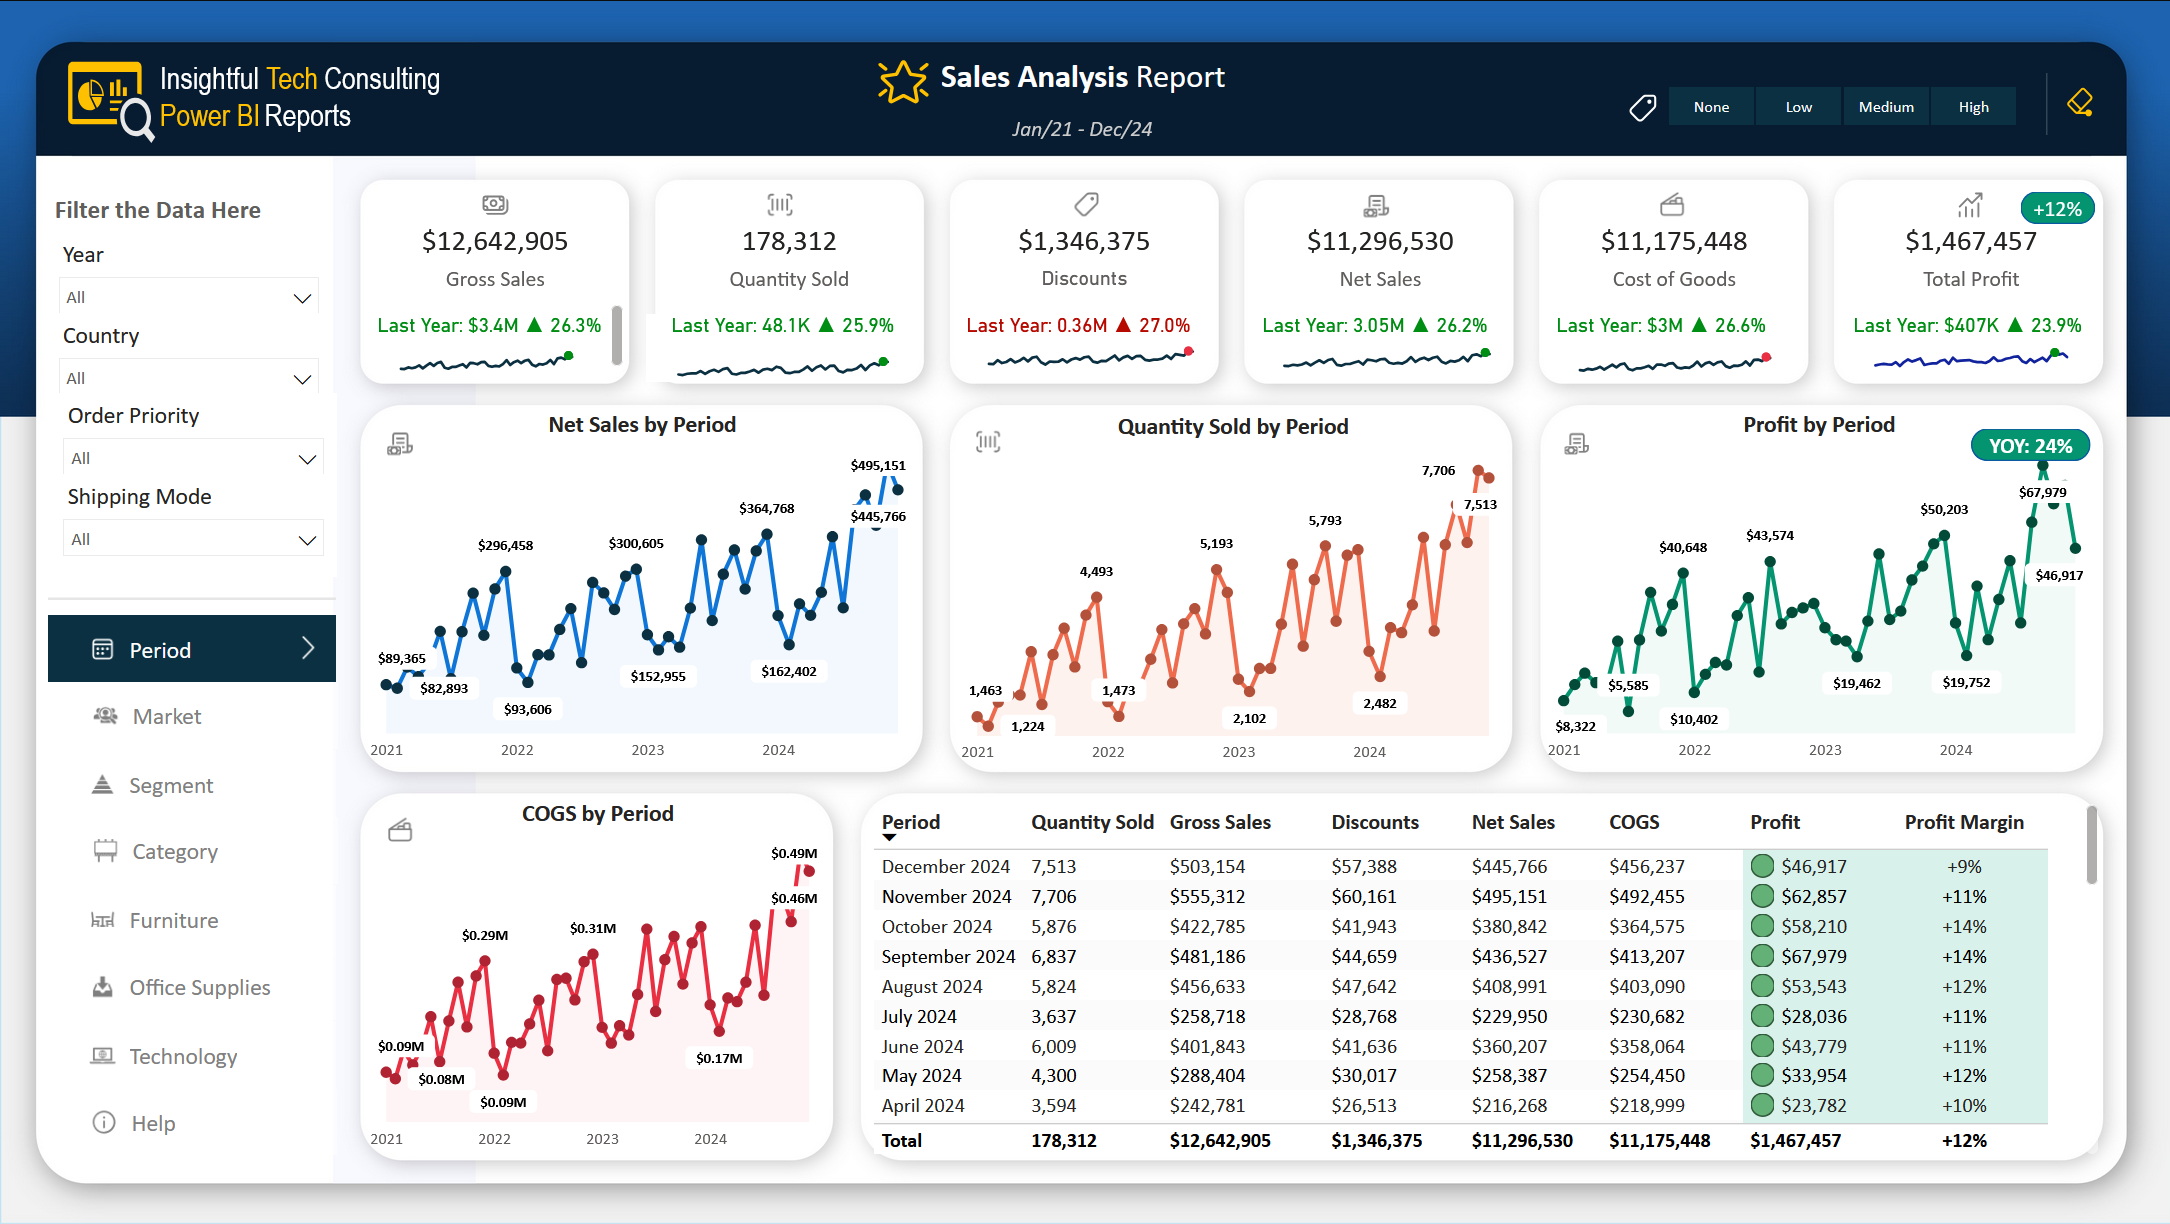 Insightful Tech Consulting
Power BI Reports
Sales Analysis Report
Jan/21 - Dec/24
None Low Medium High
Filter the Data Here
Year
All
Country
All
Order Priority
All
Shipping Mode
All
Period
Market
Segment
Category
Furniture
Office Supplies
Technology
Help
$12,642,905
Gross Sales
Last Year: $3.4M ▲ 26.3%
178,312
Quantity Sold
Last Year: 48.1K ▲ 25.9%
$1,346,375
Discounts
Last Year: 0.36M ▲ 27.0%
$11,296,530
Net Sales
Last Year: 3.05M ▲ 26.2%
$11,175,448
Cost of Goods
Last Year: $3M ▲ 26.6%
+12%
$1,467,457
Total Profit
Last Year: $407K ▲ 23.9%
Net Sales by Period
$495,151
$364,768
$445,766
$296,458
$300,605
$89,365
$82,893
$152,955
$162,402
$93,606
2021 2022 2023 2024
Quantity Sold by Period
7,706
7,513
5,793
5,193
4,493
1,463
1,473
1,224
2,102
2,482
2021 2022 2023 2024
Profit by Period
YOY: 24%
$67,979
$50,203
$43,574
$40,648
$46,917
$5,585
$19,462
$19,752
$10,402
$8,322
2021 2022 2023 2024
COGS by Period
$0.49M
$0.46M
$0.31M
$0.29M
$0.09M
$0.08M
$0.17M
$0.09M
2021 2022 2023 2024
Period Quantity Sold Gross Sales Discounts Net Sales COGS Profit Profit Margin
December 2024 7,513 $503,154 $57,388 $445,766 $456,237 $46,917 +9%
November 2024 7,706 $555,312 $60,161 $495,151 $492,455 $62,857 +11%
October 2024 5,876 $422,785 $41,943 $380,842 $364,575 $58,210 +14%
September 2024 6,837 $481,186 $44,659 $436,527 $413,207 $67,979 +14%
August 2024 5,824 $456,633 $47,642 $408,991 $403,090 $53,543 +12%
July 2024 3,637 $258,718 $28,768 $229,950 $230,682 $28,036 +11%
June 2024 6,009 $401,843 $41,636 $360,207 $358,064 $43,779 +11%
May 2024 4,300 $288,404 $30,017 $258,387 $254,450 $33,954 +12%
April 2024 3,594 $242,781 $26,513 $216,268 $218,999 $23,782 +10%
Total 178,312 $12,642,905 $1,346,375 $11,296,530 $11,175,448 $1,467,457 +12%